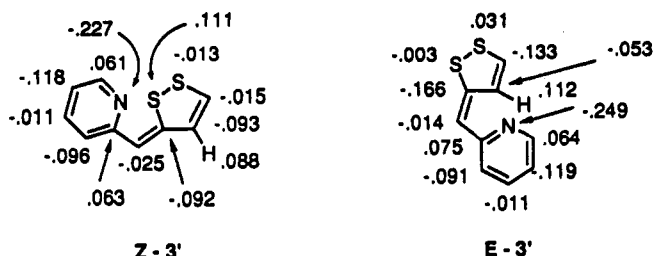 -.227 .111 .031
.061 -.013 -.003 S -.133 -.053
-.118 S S
-.011 N S -.015 -.166 H .112
-.093 -.249
-.096 H -.014 N
-.025 .088 .075 .064
.063 -.092 -.091 -.119
-.011
Z - 3' E - 3'